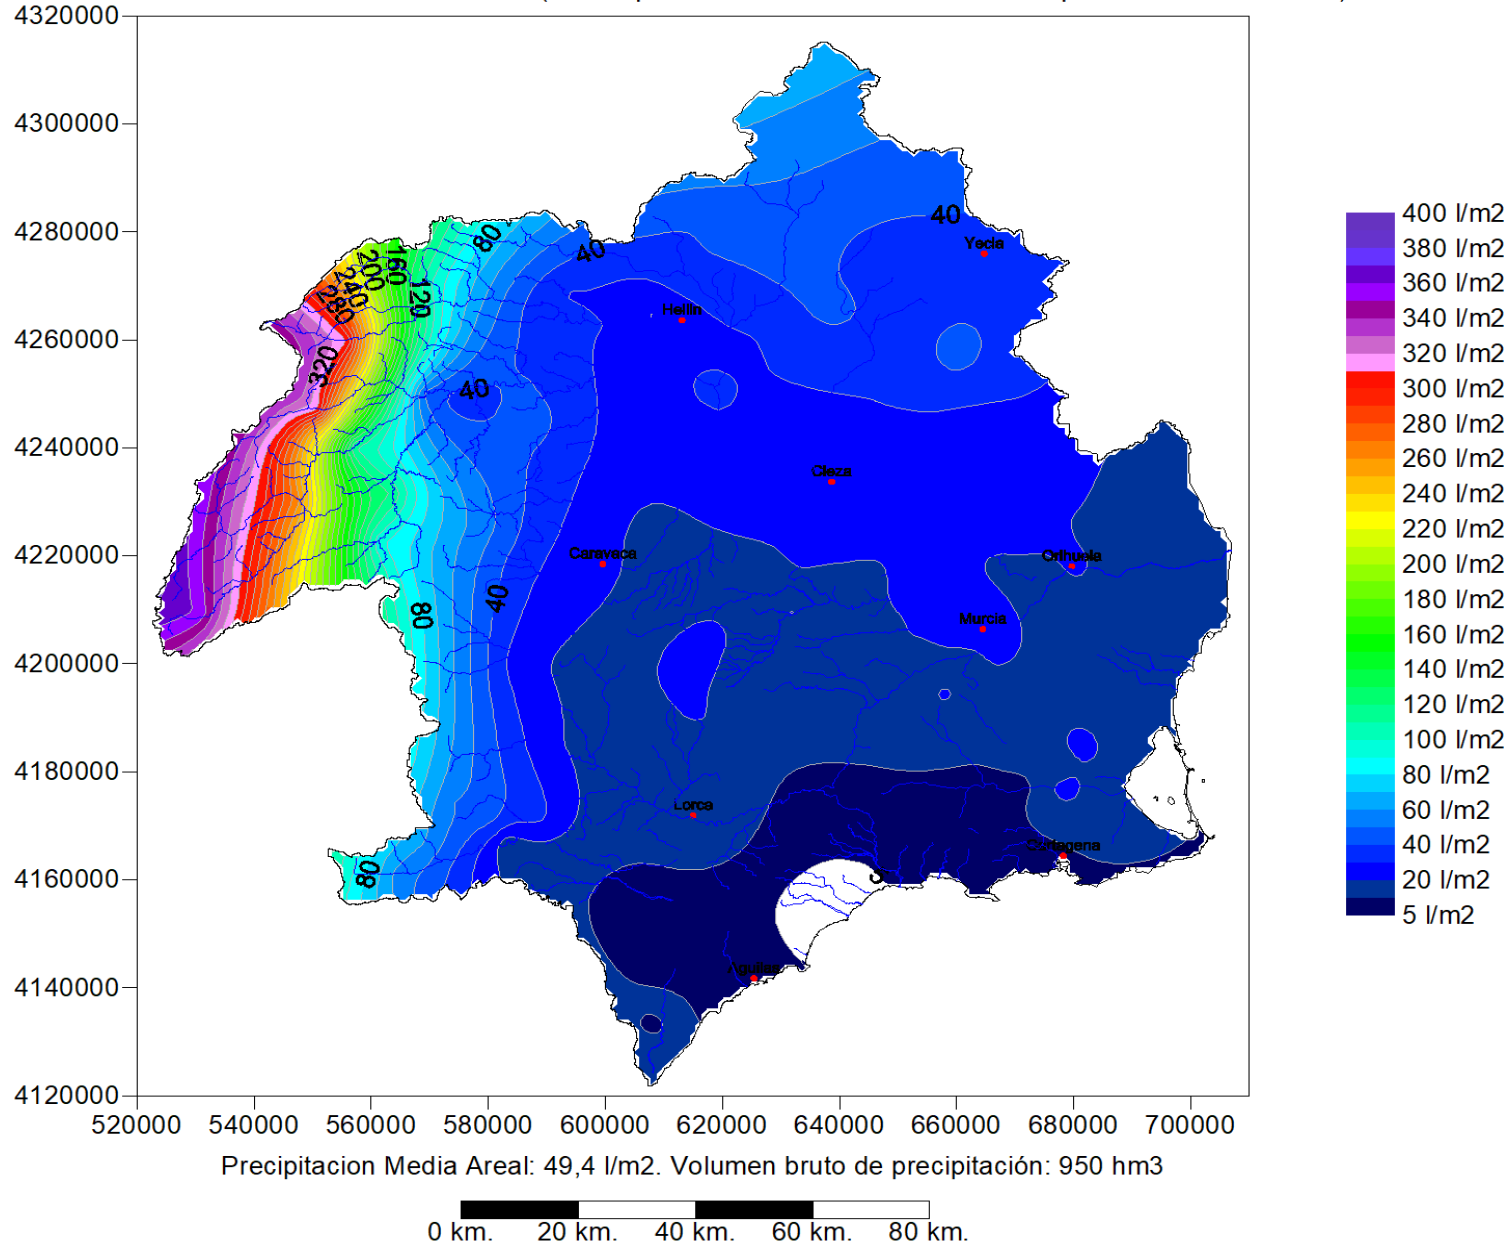 4320000
4300000
4280000
4260000
4240000
4220000
4200000
4180000
4160000
4140000
4120000
520000 540000 560000 580000 600000 620000 640000 660000 680000 700000
40
Yecla
80
40
160
200
240
280
120
Hellin
320
40
Cieza
Caravaca
Orihuela
40
80
Murcia
Lorca
Cartagena
80
Aguilas
400 l/m2
380 l/m2
360 l/m2
340 l/m2
320 l/m2
300 l/m2
280 l/m2
260 l/m2
240 l/m2
220 l/m2
200 l/m2
180 l/m2
160 l/m2
140 l/m2
120 l/m2
100 l/m2
80 l/m2
60 l/m2
40 l/m2
20 l/m2
5 l/m2
Precipitacion Media Areal: 49,4 l/m2. Volumen bruto de precipitación: 950 hm3
0 km. 20 km. 40 km. 60 km. 80 km.